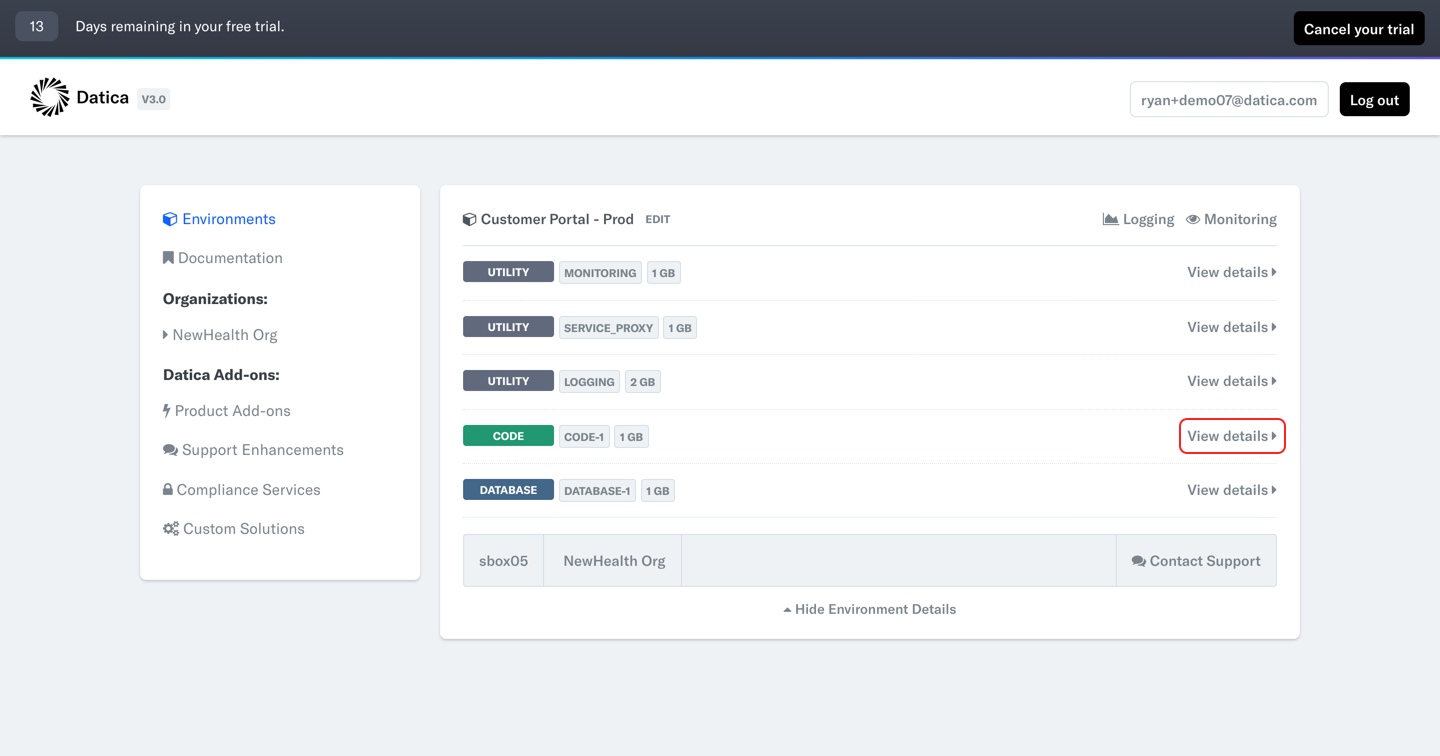 13 Days remaining in your free trial. Cancel your trial
Datica V3.0 ryan+demo07@datica.com Log out
Environments
Documentation
Organizations:
NewHealth Org
Datica Add-ons:
Product Add-ons
Support Enhancements
Compliance Services
Custom Solutions
Customer Portal - Prod EDIT Logging Monitoring
UTILITY MONITORING 1 GB View details
UTILITY SERVICE_PROXY 1 GB View details
UTILITY LOGGING 2 GB View details
CODE CODE-1 1 GB View details
DATABASE DATABASE-1 1 GB View details
sbox05 NewHealth Org Contact Support
Hide Environment Details